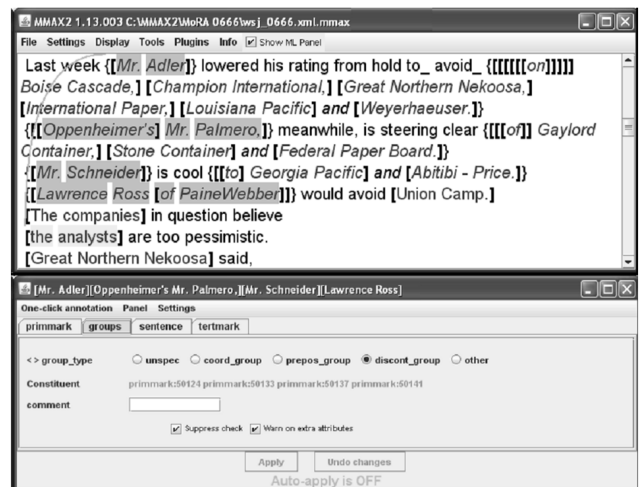 MMAX2 1.13.003 C:\MMAX2\MoRA 0666\wsj_0666.xml.mmax
File Settings Display Tools Plugins Info Show ML Panel
Last week {[Mr. Adler]} lowered his rating from hold to_ avoid_ {[[[[[[on]]]]]
Boise Cascade,] [Champion International,] [Great Northern Nekoosa,]
[International Paper,] [Louisiana Pacific] and [Weyerhaeuser.]}
{[[Oppenheimer's] Mr. Palmero,]} meanwhile, is steering clear {[[[of]] Gaylord
Container,] [Stone Container] and [Federal Paper Board.]}
{[Mr. Schneider]} is cool {[[to] Georgia Pacific] and [Abitibi - Price.]}
{[Lawrence Ross [of PaineWebber]]} would avoid [Union Camp.]
[The companies] in question believe
[the analysts] are too pessimistic.
[Great Northern Nekoosa] said,
[Mr. Adler][Oppenheimer's Mr. Palmero,][Mr. Schneider][Lawrence Ross]
One-click annotation Panel Settings
primmark groups sentence tertmark
<> group_type unspec coord_group prepos_group discont_group other
Constituent primmark:50124 primmark:50133 primmark:50137 primmark:50141
comment
Suppress check Warn on extra attributes
Apply Undo changes
Auto-apply is OFF